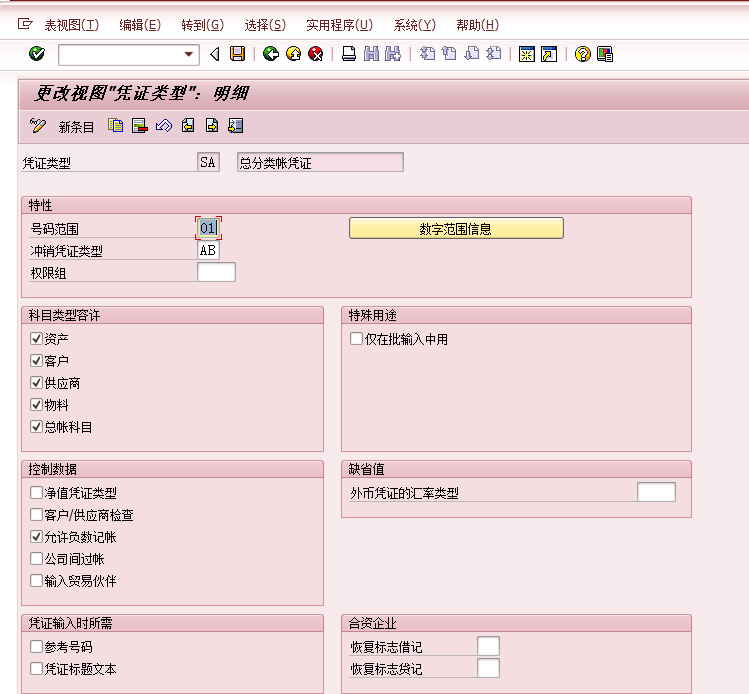 表视图(T) 编辑(E) 转到(G) 选择(S) 实用程序(U) 系统(Y) 帮助(H)
更改视图"凭证类型": 明细
新条目
凭证类型 SA 总分类帐凭证
特性
号码范围 01 数字范围信息
冲销凭证类型 AB
权限组
科目类型容许 特殊用途
资产 仅在批输入中用
客户
供应商
物料
总帐科目
控制数据 缺省值
净值凭证类型 外币凭证的汇率类型
客户/供应商检查
允许负数记帐
公司间过帐
输入贸易伙伴
凭证输入时所需 合资企业
参考号码 恢复标志借记
凭证标题文本 恢复标志贷记